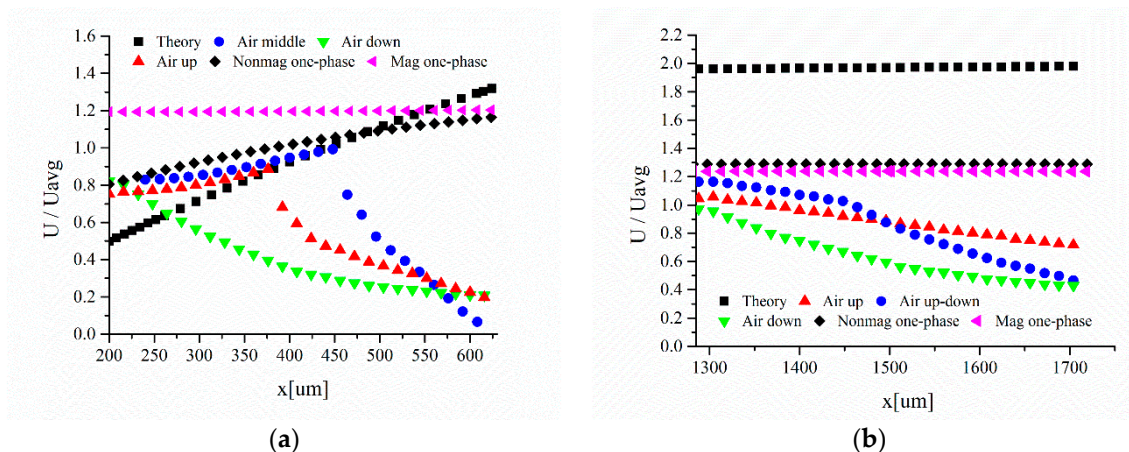 1.6
Theory Air middle Air down
Air up Nonmag one-phase Mag one-phase
1.4
1.2
1.0
0.8
0.6
0.4
0.2
0.0
U / Uavg
200 250 300 350 400 450 500 550 600
x[um]
(a)
2.2
2.0
1.8
1.6
1.4
1.2
1.0
0.8
0.6
0.4
0.2
0.0
U / Uavg
Theory Air up Air up-down
Air down Nonmag one-phase Mag one-phase
1300 1400 1500 1600 1700
x[um]
(b)